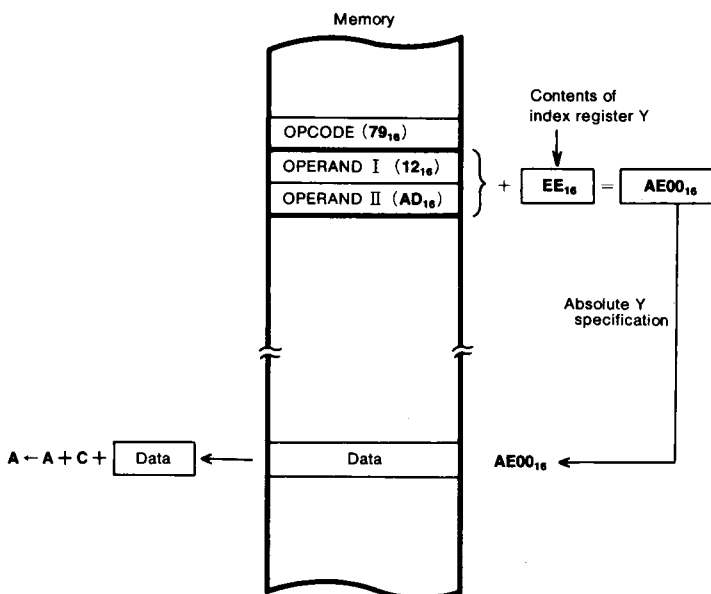 Memory
Contents of
index register Y
OPCODE (79₁₆)
OPERAND I (12₁₆)
OPERAND II (AD₁₆)
} + EE₁₆ = AE00₁₆
Absolute Y
specification
A ← A + C + Data ← Data AE00₁₆